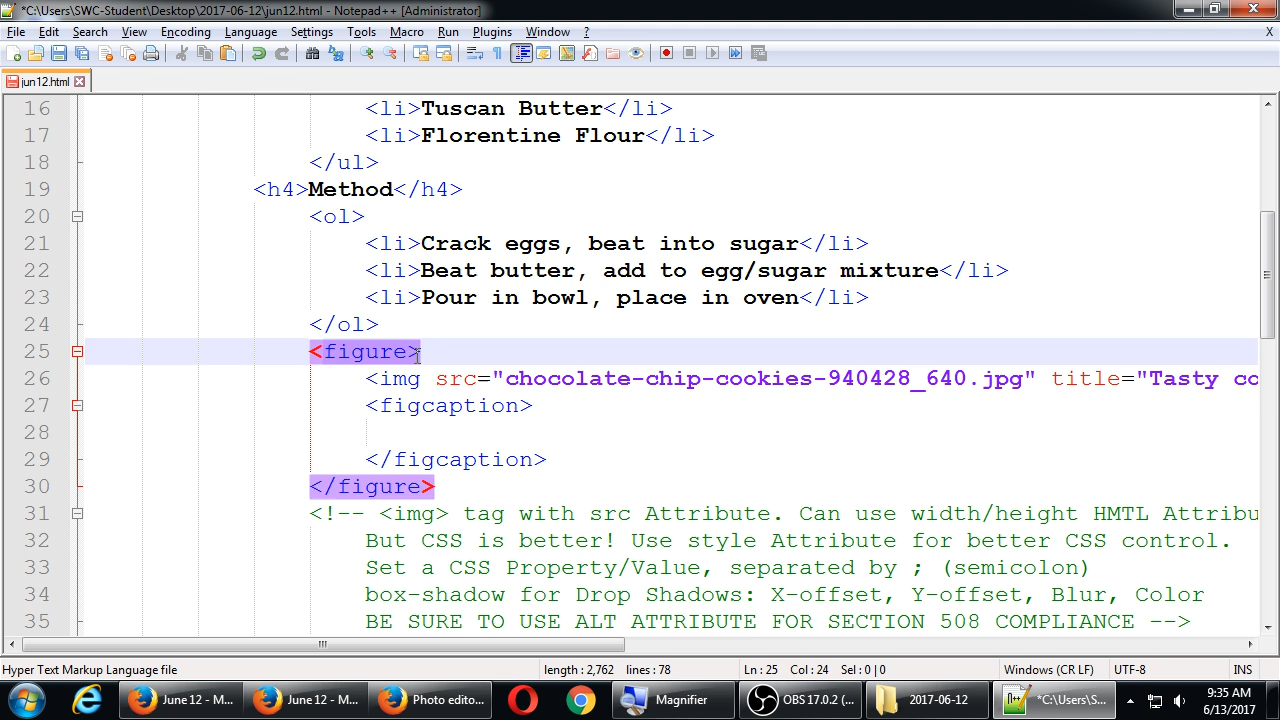 *C:\Users\SWC-Student\Desktop\2017-06-12\jun12.html - Notepad++ [Administrator]
File Edit Search View Encoding Language Settings Tools Macro Run Plugins Window ? X
jun12.html
16 <li>Tuscan Butter</li>
17 <li>Florentine Flour</li>
18 </ul>
19 <h4>Method</h4>
20 <ol>
21 <li>Crack eggs, beat into sugar</li>
22 <li>Beat butter, add to egg/sugar mixture</li>
23 <li>Pour in bowl, place in oven</li>
24 </ol>
25 <figure>
26 <img src="chocolate-chip-cookies-940428_640.jpg" title="Tasty co
27 <figcaption>
28
29 </figcaption>
30 </figure>
31 <!-- <img> tag with src Attribute. Can use width/height HMTL Attribu
32 But CSS is better! Use style Attribute for better CSS control.
33 Set a CSS Property/Value, separated by ; (semicolon)
34 box-shadow for Drop Shadows: X-offset, Y-offset, Blur, Color
35 BE SURE TO USE ALT ATTRIBUTE FOR SECTION 508 COMPLIANCE -->
Hyper Text Markup Language file length : 2,762 lines : 78 Ln : 25 Col : 24 Sel : 0 | 0 Windows (CR LF) UTF-8 INS
June 12 - M... June 12 - M... Photo edito... Magnifier OBS 17.0.2 (... 2017-06-12 *C:\Users\S... 9:35 AM
6/13/2017